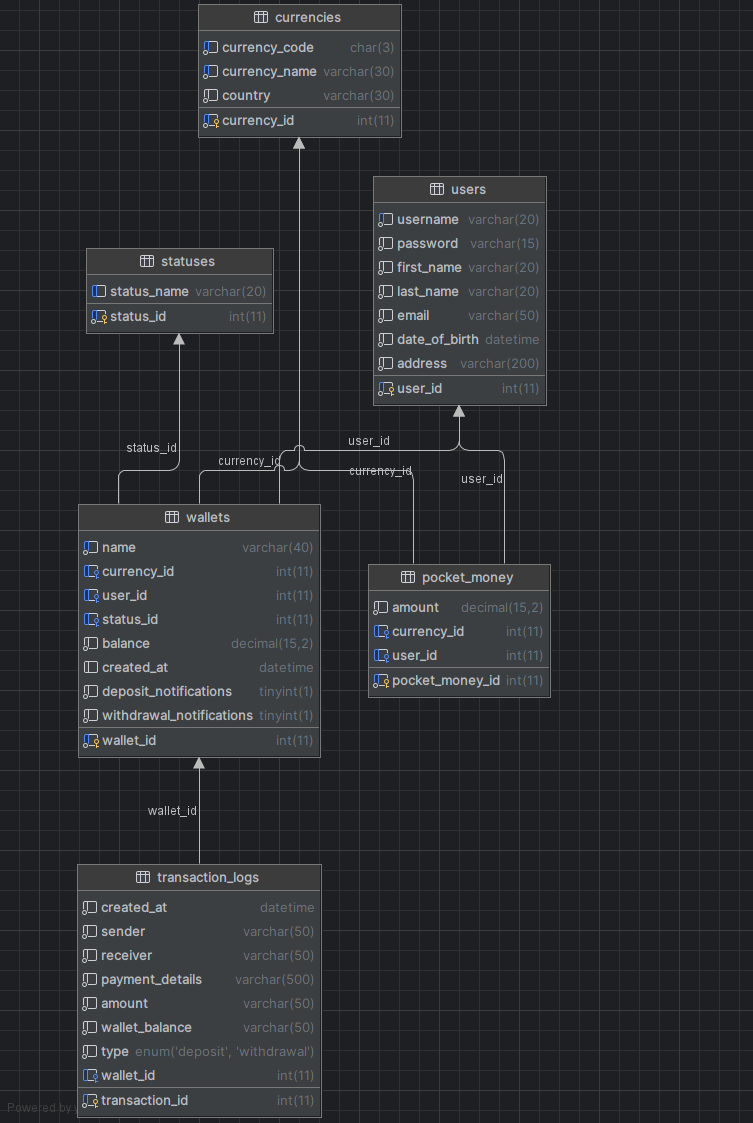 currencies
currency_code char(3)
currency_name varchar(30)
country varchar(30)
currency_id int(11)
users
username varchar(20)
password varchar(15)
first_name varchar(20)
last_name varchar(20)
email varchar(50)
date_of_birth datetime
address varchar(200)
user_id int(11)
statuses
status_name varchar(20)
status_id int(11)
status_id
currency_id
user_id
currency_id
user_id
wallets
name varchar(40)
currency_id int(11)
user_id int(11)
status_id int(11)
balance decimal(15,2)
created_at datetime
deposit_notifications tinyint(1)
withdrawal_notifications tinyint(1)
wallet_id int(11)
pocket_money
amount decimal(15,2)
currency_id int(11)
user_id int(11)
pocket_money_id int(11)
wallet_id
transaction_logs
created_at datetime
sender varchar(50)
receiver varchar(50)
payment_details varchar(500)
amount varchar(50)
wallet_balance varchar(50)
type enum('deposit', 'withdrawal')
wallet_id int(11)
transaction_id int(11)
Powered by